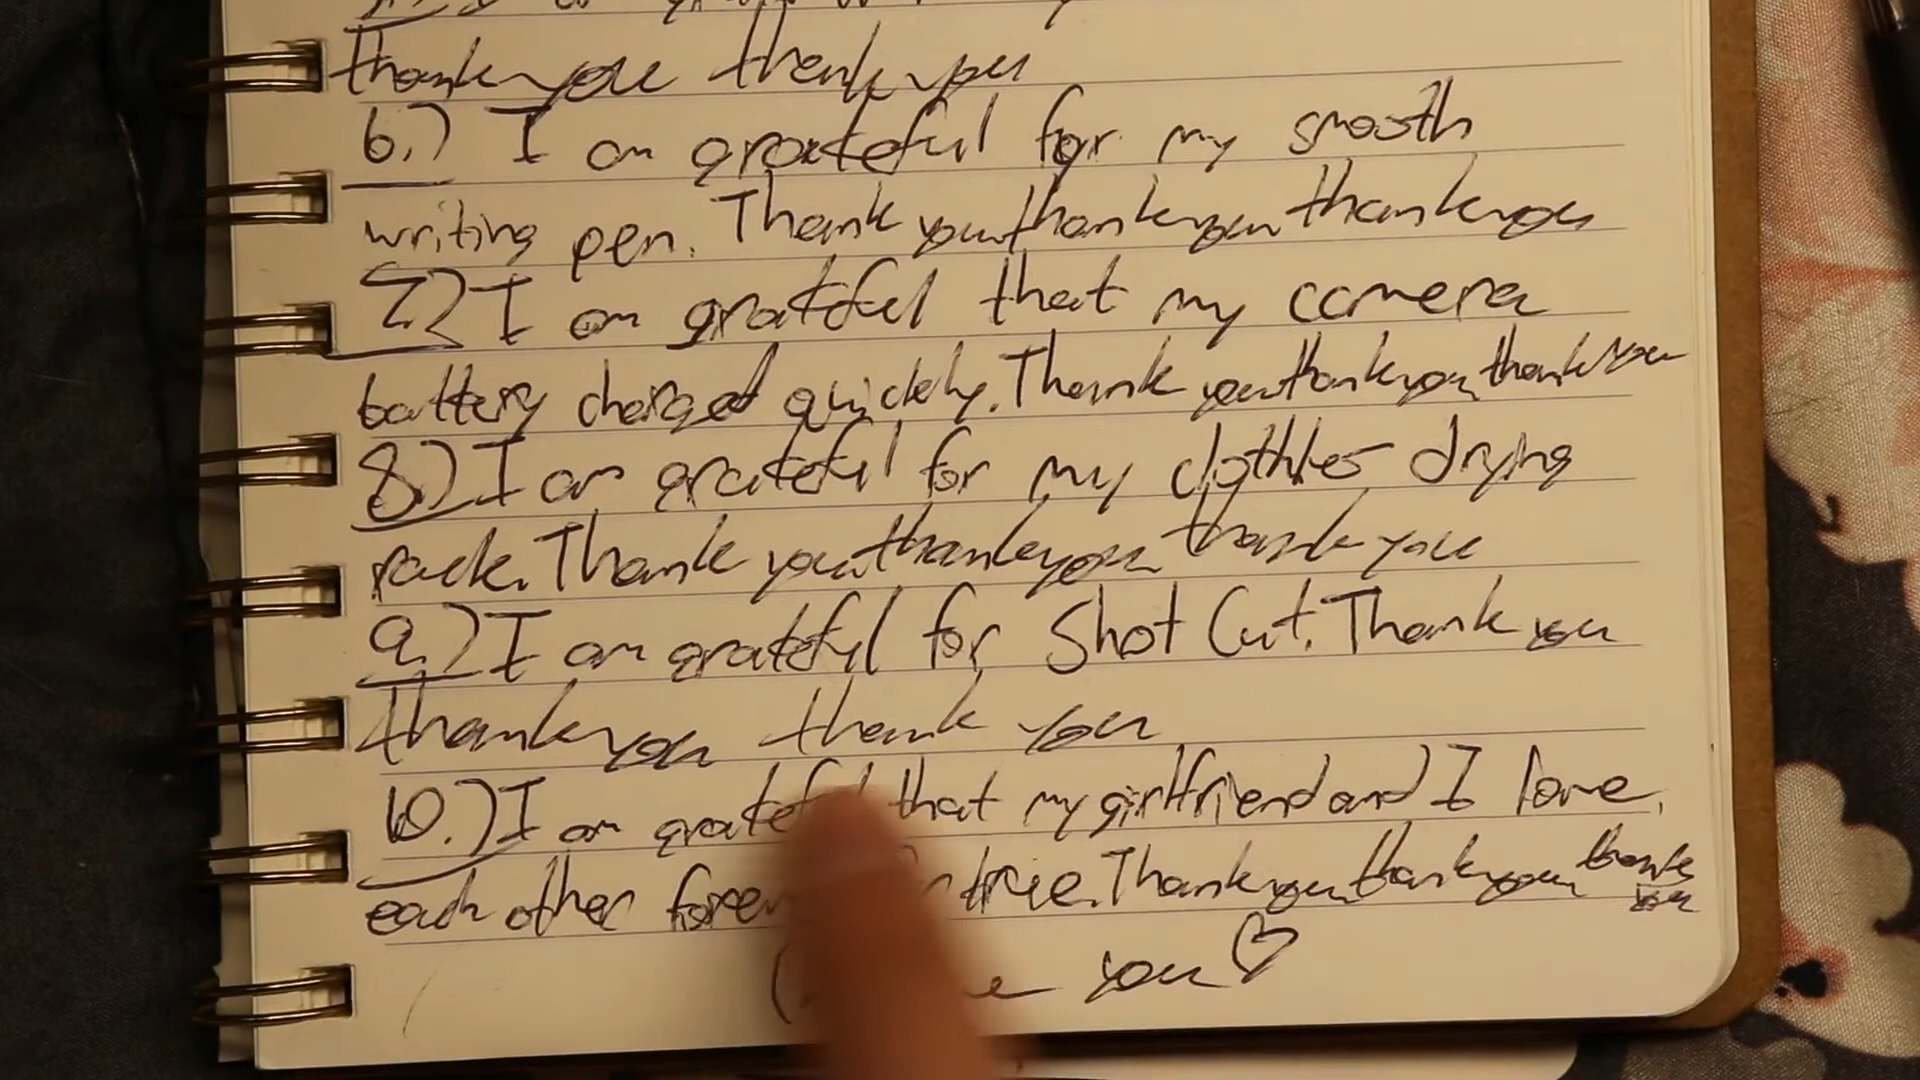 thank you thank you
6.) I am grateful for my smooth
writing pen. Thank you thank you thank you
7.) I am grateful that my camera
battery charged quickly. Thank you thank you thank you
8.) I am grateful for my clothes drying
rack. Thank you thank you thank you
9.) I am grateful for Shot Cut. Thank you
thank you thank you
10.) I am grateful that my girlfriend and I love
each other true. Thank you thank you thank you
you ♡